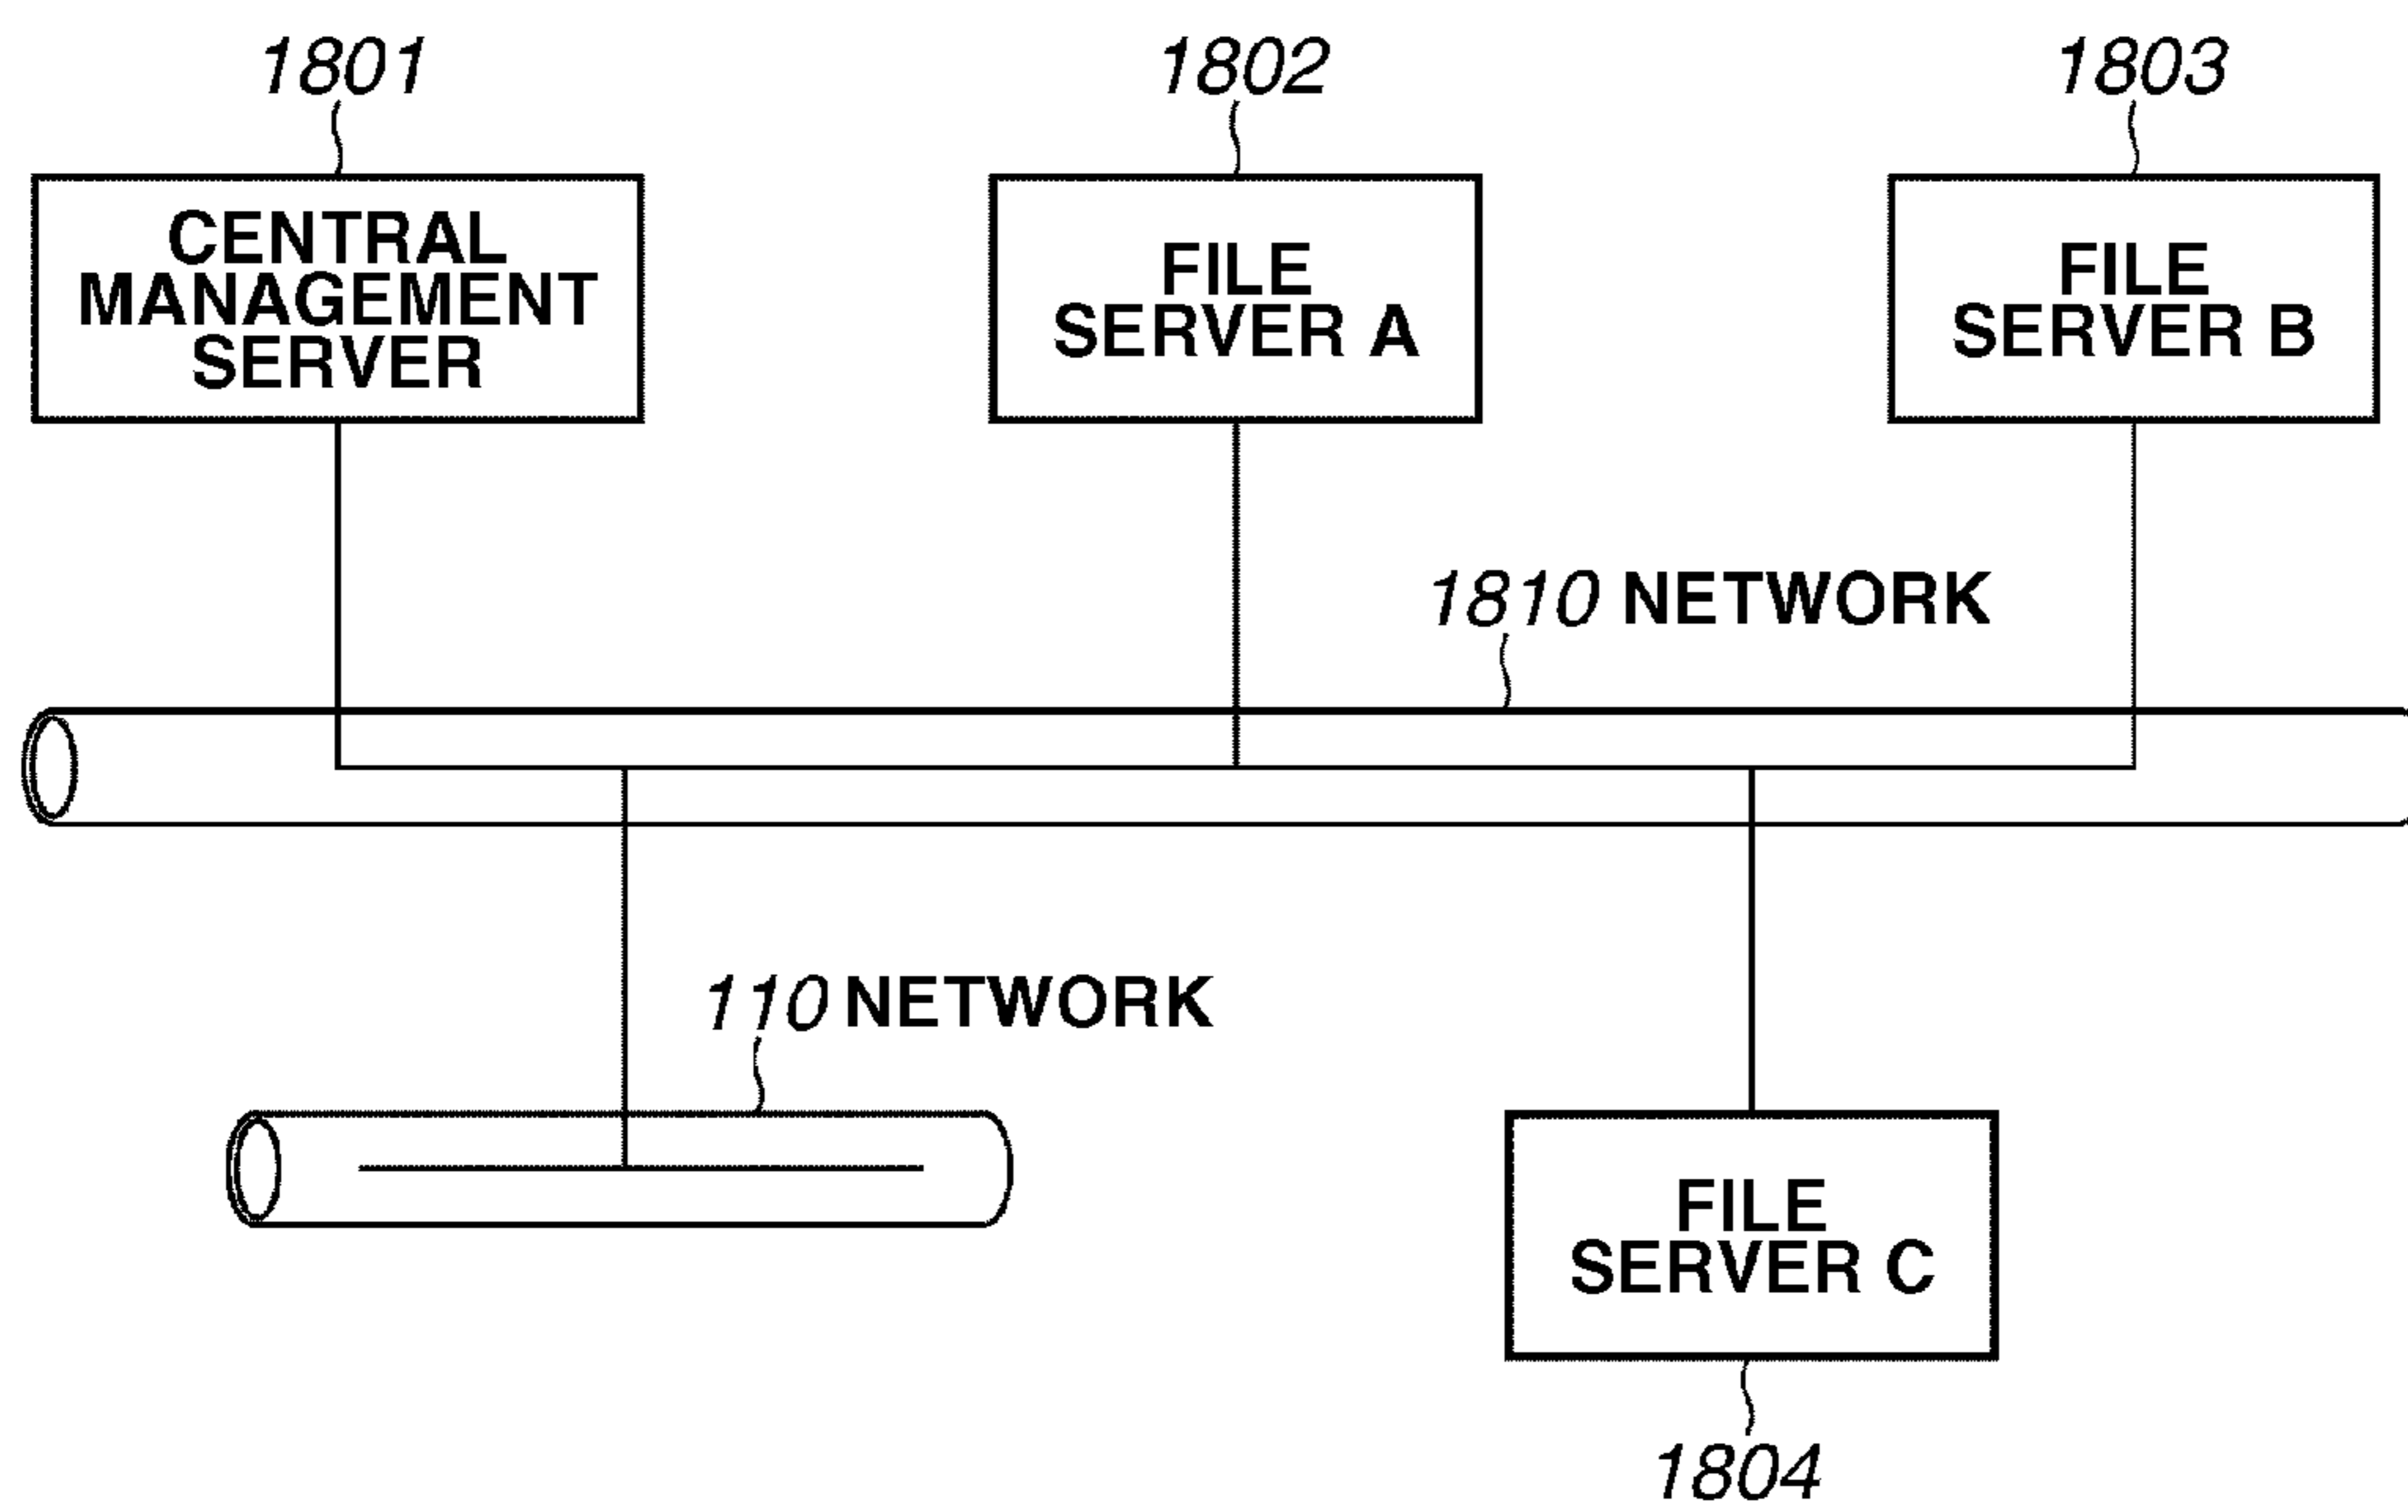 1801
1802
1803
CENTRAL
MANAGEMENT
SERVER
FILE
SERVER A
FILE
SERVER B
1810 NETWORK
110 NETWORK
FILE
SERVER C
1804